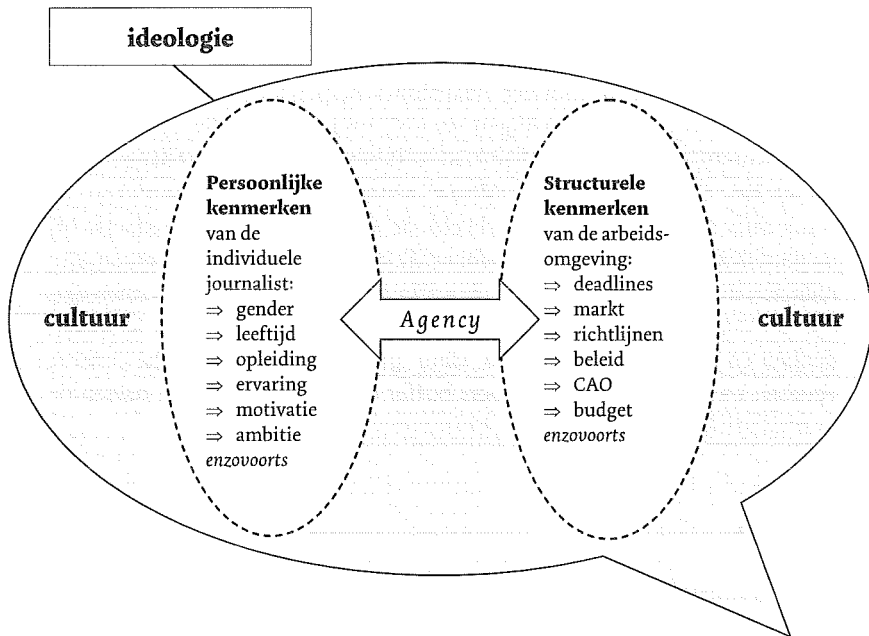 ideologie
cultuur
Persoonlijke
kenmerken
van de
individuele
journalist:
⇒ gender
⇒ leeftijd
⇒ opleiding
⇒ ervaring
⇒ motivatie
⇒ ambitie
enzovoorts
Agency
Structurele
kenmerken
van de arbeids-
omgeving:
⇒ deadlines
⇒ markt
⇒ richtlijnen
⇒ beleid
⇒ CAO
⇒ budget
enzovoorts
cultuur